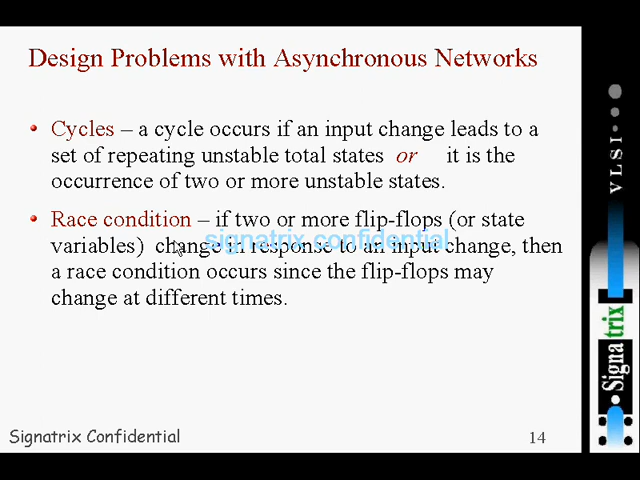 Design Problems with Asynchronous Networks
Cycles – a cycle occurs if an input change leads to a
set of repeating unstable total states or it is the
occurrence of two or more unstable states.
Race condition – if two or more flip-flops (or state
variables) change in response to an input change, then
a race condition occurs since the flip-flops may
change at different times.
signatrix confidential
Signatrix Confidential
14
VLSI
Signatrix